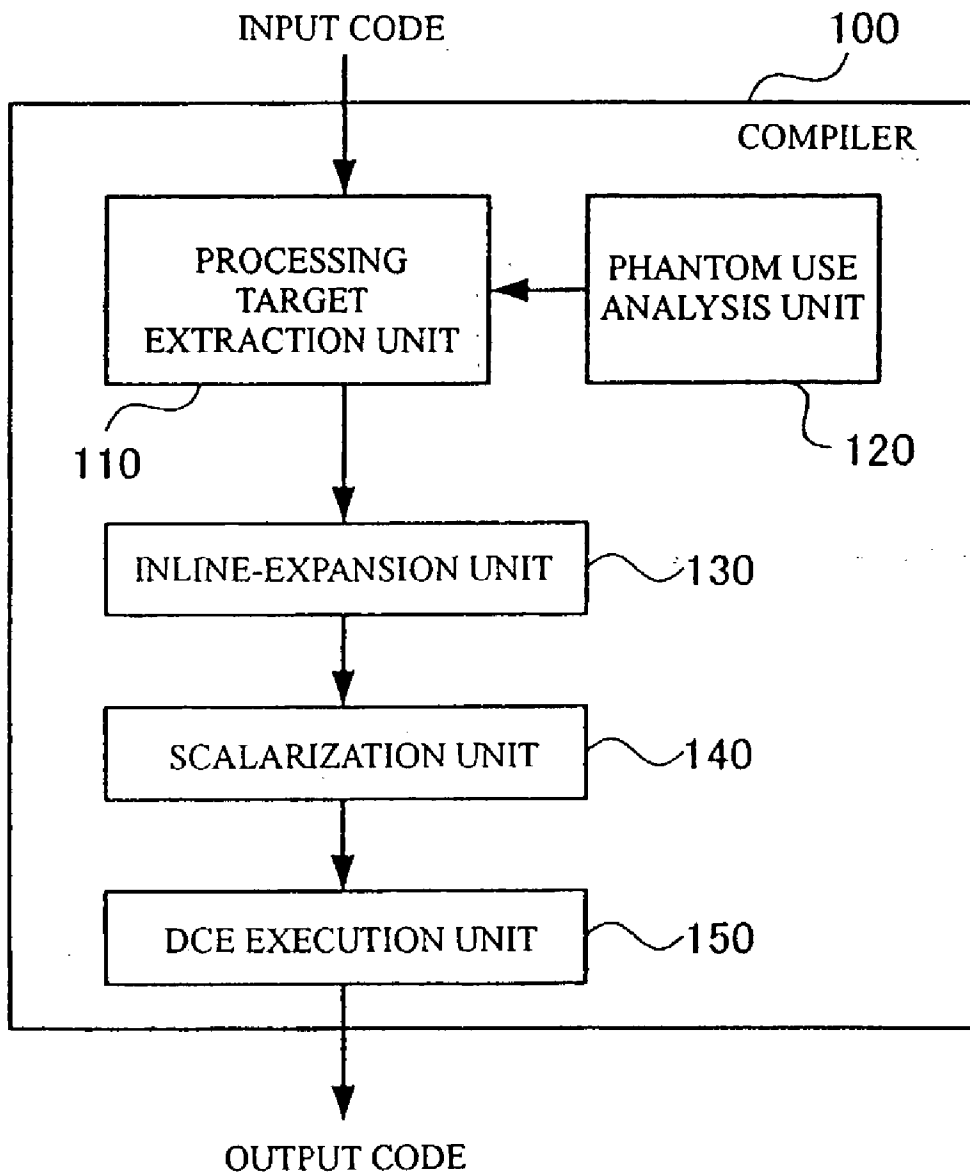 INPUT CODE
100
COMPILER
PROCESSING
TARGET
EXTRACTION UNIT
PHANTOM USE
ANALYSIS UNIT
110
120
INLINE-EXPANSION UNIT
130
SCALARIZATION UNIT
140
DCE EXECUTION UNIT
150
OUTPUT CODE